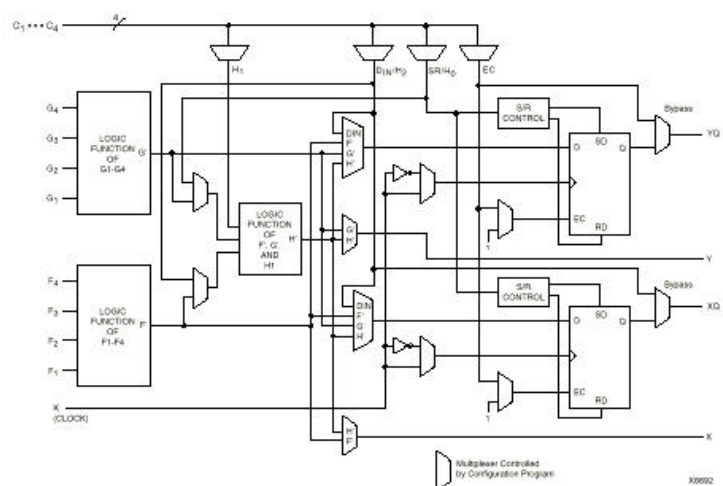 C1 ••• C4
4
H1
DIN/H2
SR/H0
EC
G4
G3
G2
G1
LOGIC
FUNCTION
OF
G1-G4
G'
DIN
F'
G'
H'
S/R
CONTROL
Bypass
D
SD
Q
YQ
EC
RD
1
LOGIC
FUNCTION
OF
F', G',
AND
H1
H'
G'
H'
Y
F4
F3
F2
F1
LOGIC
FUNCTION
OF
F1-F4
F'
DIN
F'
G'
H'
S/R
CONTROL
Bypass
D
SD
Q
XQ
EC
RD
1
K
(CLOCK)
H'
F'
X
Multiplexer Controlled
by Configuration Program
X6692